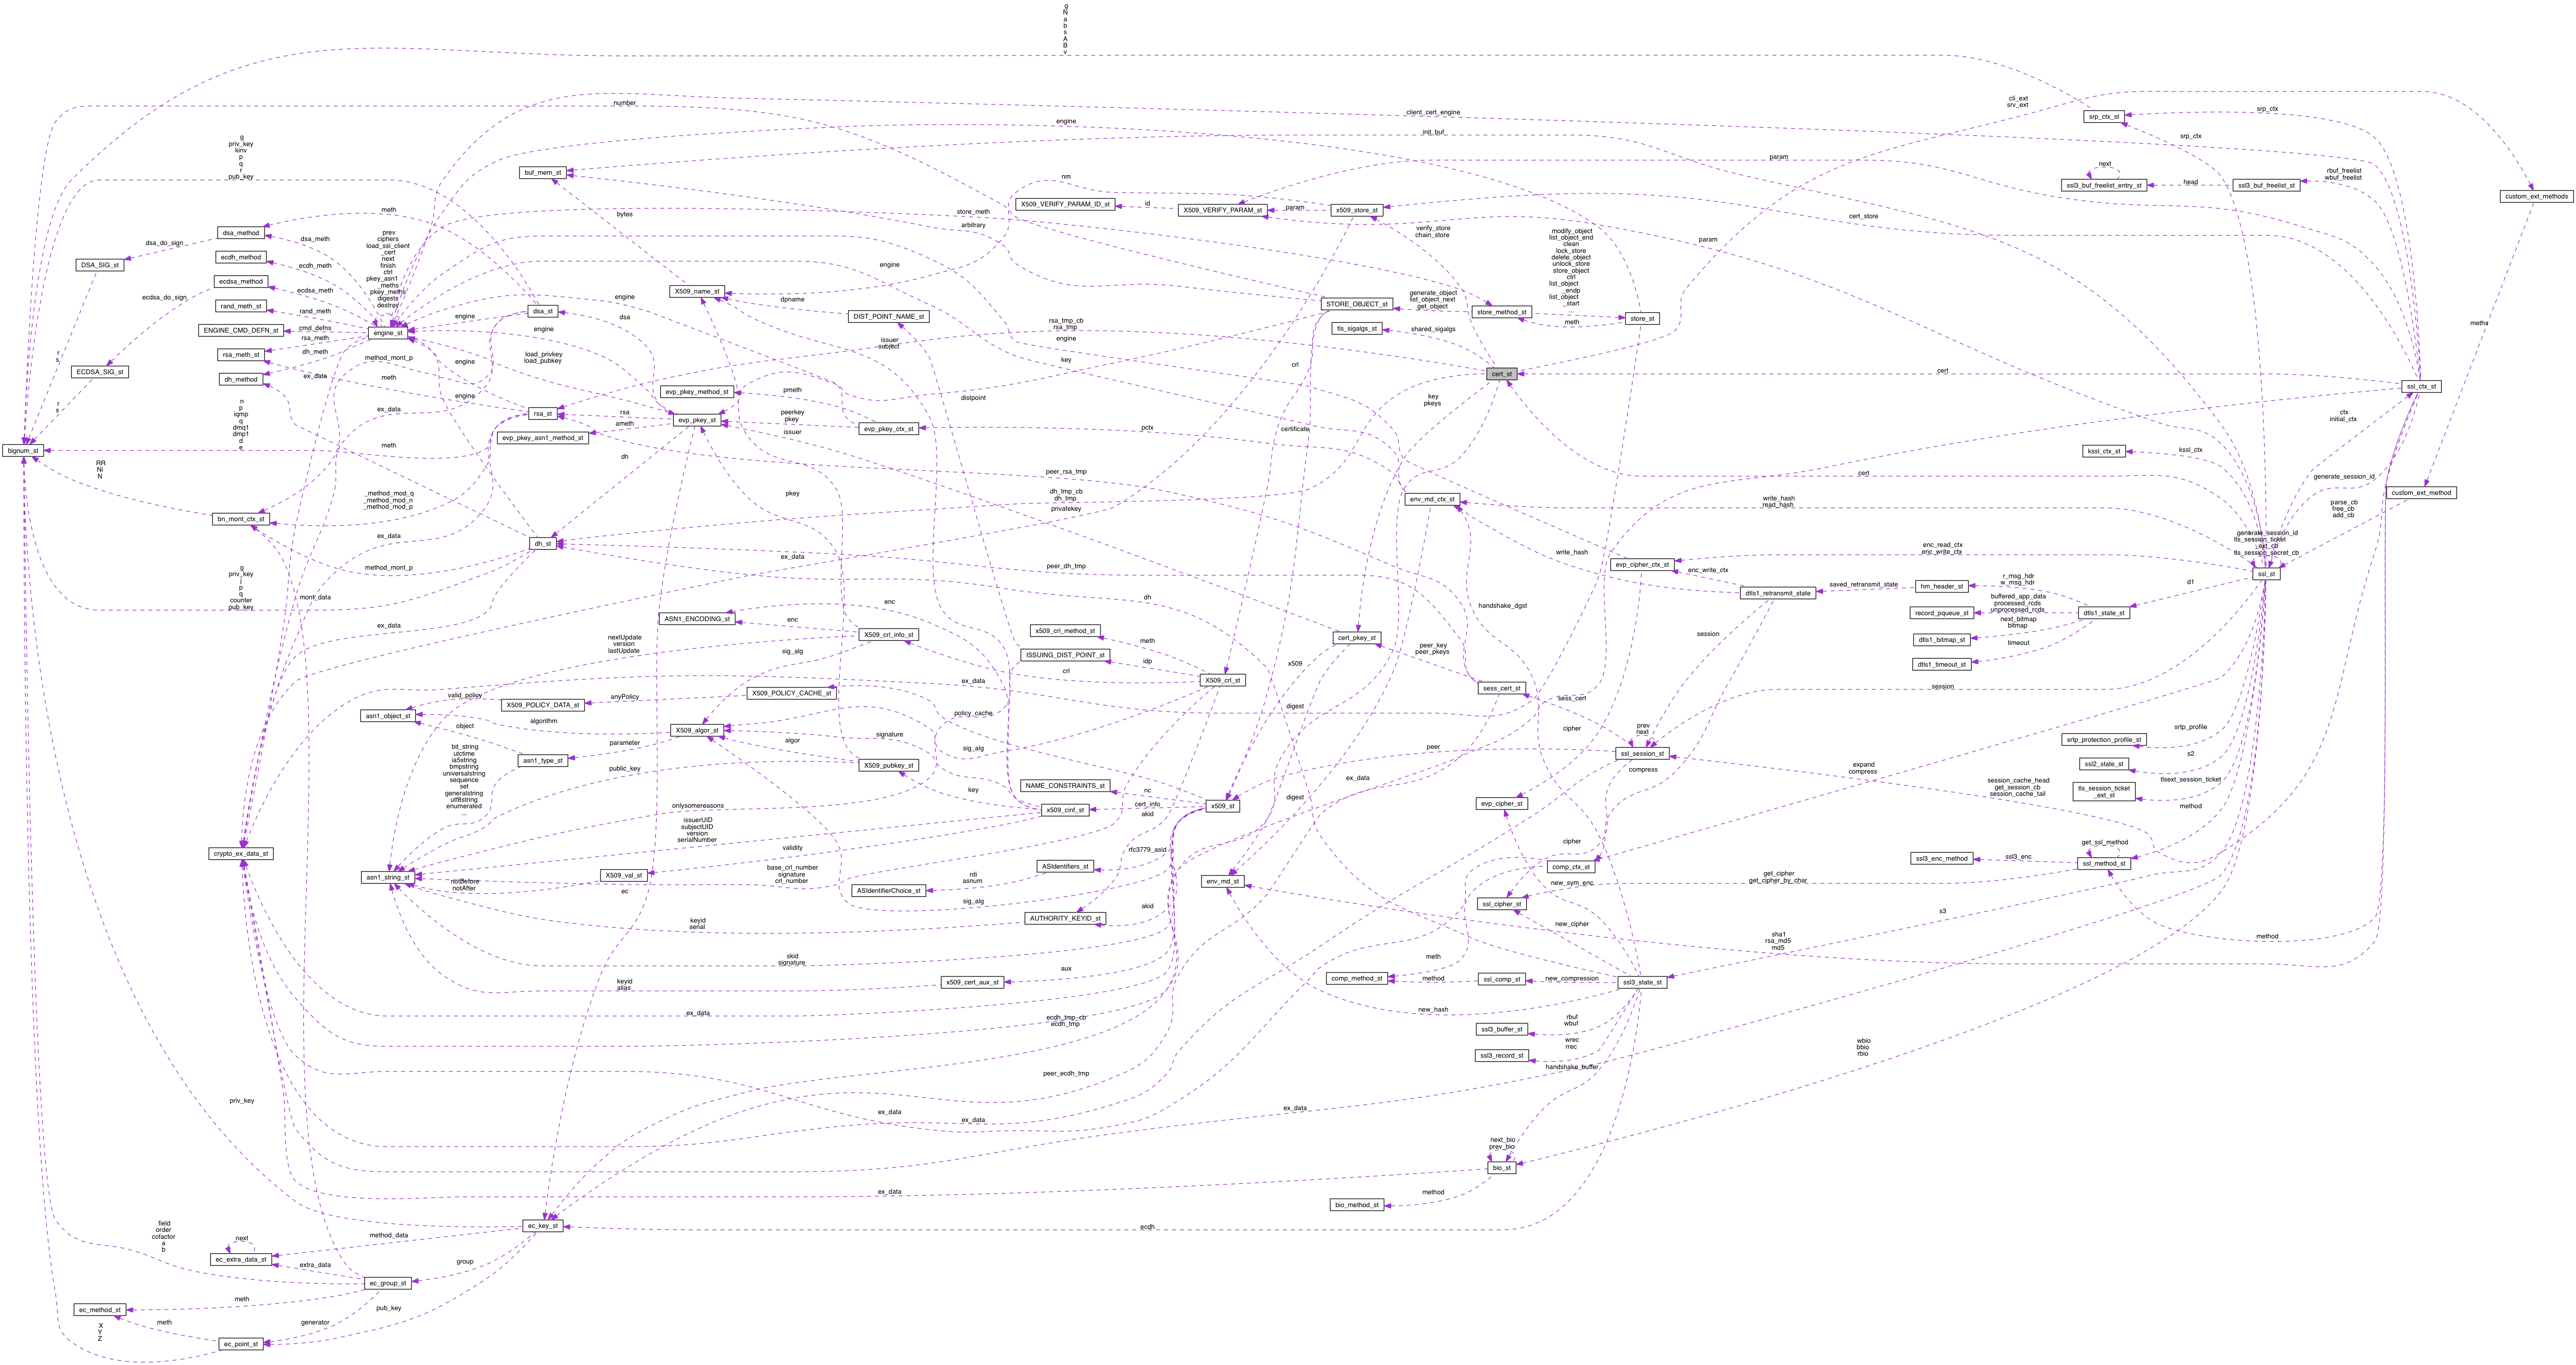 g
N
a
b
s
A
B
v
number
client_cert_engine
cli_ext
srv_ext
srp_ctx
srp_ctx_st
engine
init_buf
srp_ctx
g
priv_key
kinv
p
q
r
pub_key
buf_mem_st
nm
param
next
ssl3_buf_freelist_entry_st
head
ssl3_buf_freelist_st
rbuf_freelist
wbuf_freelist
custom_ext_methods
X509_VERIFY_PARAM_ID_st
id
X509_VERIFY_PARAM_st
param
x509_store_st
cert_store
meth
bytes
store_meth
arbitrary
verify_store
chain_store
modify_object
list_object_end
clean
lock_store
delete_object
unlock_store
store_object
ctrl
list_object
_endp
list_object
_start
...
param
dsa_method
dsa_do_sign
dsa_meth
prev
ciphers
load_ssl_client
_cert
next
finish
ctrl
pkey_asn1
_meths
pkey_meths
digests
destroy
...
DSA_SIG_st
ecdh_method
ecdh_meth
ecdsa_method
ecdsa_meth
ecdsa_do_sign
engine
X509_name_st
dpname
DIST_POINT_NAME_st
generate_object
list_object_next
get_object
STORE_OBJECT_st
store_method_st
meth
store_st
meths
rand_meth_st
rand_meth
ENGINE_CMD_DEFN_st
cmd_defns
engine_st
dsa_st
engine
engine
dsa
engine
rsa_tmp_cb
rsa_tmp
engine
tls_sigalgs_st
shared_sigalgs
rsa_meth_st
rsa_meth
dh_meth
dh_method
method_mont_p
ex_data
meth
engine
load_privkey
load_pubkey
issuer
subject
key
crl
cert_st
cert
ssl_ctx_st
r
s
ECDSA_SIG_st
r
s
n
p
iqmp
q
dmq1
dmp1
d
e
engine
ex_data
rsa_st
rsa
ameth
evp_pkey_method_st
pmeth
evp_pkey_st
peerkey
pkey
evp_pkey_ctx_st
distpoint
pctx
certificate
key
pkeys
ctx
initial_ctx
bignum_st
meth
evp_pkey_asn1_method_st
issuer
dh
kssl_ctx_st
kssl_ctx
RR
Ni
N
_method_mod_q
_method_mod_n
_method_mod_p
pkey
peer_rsa_tmp
cert
generate_session_id
custom_ext_method
bn_mont_ctx_st
dh_tmp_cb
dh_tmp
privatekey
env_md_ctx_st
write_hash
read_hash
parse_cb
free_cb
add_cb
ex_data
dh_st
ex_data
write_hash
enc_read_ctx
enc_write_ctx
generate_session_id
tls_session_ticket
_ext_cb
tls_session_secret_cb
ssl_st
g
priv_key
j
p
q
counter
pub_key
method_mont_p
peer_dh_tmp
evp_cipher_ctx_st
enc_write_ctx
dtls1_retransmit_state
saved_retransmit_state
hm_header_st
r_msg_hdr
w_msg_hdr
d1
mont_data
dh
handshake_dgst
record_pqueue_st
buffered_app_data
processed_rcds
unprocessed_rcds
dtls1_state_st
ex_data
ASN1_ENCODING_st
enc
enc
X509_crl_info_st
x509_crl_method_st
meth
cert_pkey_st
session
dtls1_bitmap_st
next_bitmap
bitmap
nextUpdate
version
lastUpdate
sig_alg
ISSUING_DIST_POINT_st
idp
crl
x509
peer_key
peer_pkeys
dtls1_timeout_st
timeout
ex_data
X509_crl_st
sess_cert_st
sess_cert
session
valid_policy
X509_POLICY_DATA_st
anyPolicy
X509_POLICY_CACHE_st
policy_cache
digest
asn1_object_st
object
algorithm
X509_algor_st
signature
sig_alg
cipher
prev
next
ssl_session_st
srtp_protection_profile_st
srtp_profile
bit_string
utctime
ia5string
bmpstring
universalstring
sequence
set
generalstring
utf8string
enumerated
...
parameter
asn1_type_st
public_key
algor
X509_pubkey_st
peer
compress
expand
compress
ssl2_state_st
s2
key
NAME_CONSTRAINTS_st
nc
ex_data
session_cache_head
get_session_cb
session_cache_tail
tls_session_ticket
_ext_st
tlsext_session_ticket
onlysomereasons
x509_cinf_st
cert_info
akid
x509_st
digest
evp_cipher_st
method
issuerUID
subjectUID
version
serialNumber
validity
rfc3779_asid
cipher
get_ssl_method
crypto_ex_data_st
ssl3_enc_method
ssl3_enc
ssl_method_st
asn1_string_st
notBefore
notAfter
X509_val_st
base_crl_number
signature
crl_number
ASIdentifiers_st
rdi
asnum
ASIdentifierChoice_st
env_md_st
comp_ctx_st
get_cipher
get_cipher_by_char
ec
sig_alg
akid
new_sym_enc
ssl_cipher_st
s3
keyid
serial
AUTHORITY_KEYID_st
new_cipher
sha1
rsa_md5
md5
method
skid
signature
aux
meth
keyid
alias
x509_cert_aux_st
comp_method_st
method
ssl_comp_st
new_compression
ssl3_state_st
ex_data
ecdh_tmp_cb
ecdh_tmp
new_hash
rbuf
wbuf
ssl3_buffer_st
wrec
rrec
ssl3_record_st
wbio
bbio
rbio
peer_ecdh_tmp
handshake_buffer
priv_key
ex_data
ex_data
ex_data
next_bio
prev_bio
bio_st
ex_data
method
bio_method_st
field
order
cofactor
a
b
ec_key_st
ecdh
next
method_data
ec_extra_data_st
extra_data
group
ec_group_st
meth
ec_method_st
pub_key
X
Y
Z
meth
generator
ec_point_st